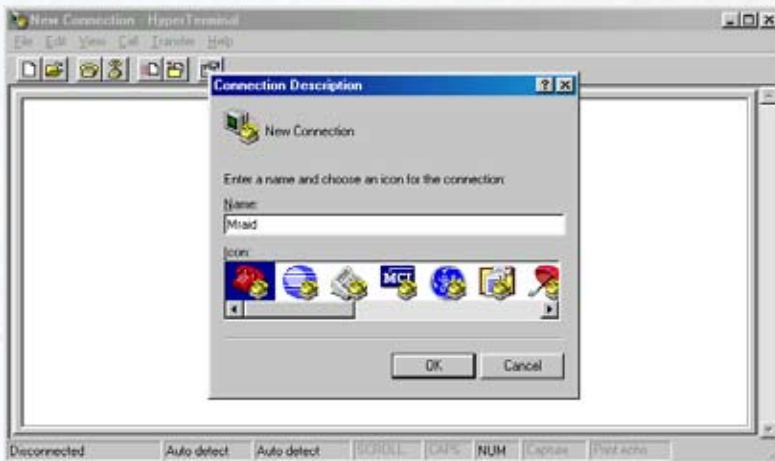 New Connection - HyperTerminal
File Edit View Call Transfer Help
Connection Description
New Connection
Enter a name and choose an icon for the connection:
Name:
Mraid
Icon:
MCI
OK Cancel
Disconnected Auto detect Auto detect SCROLL CAPS NUM Capture Print echo